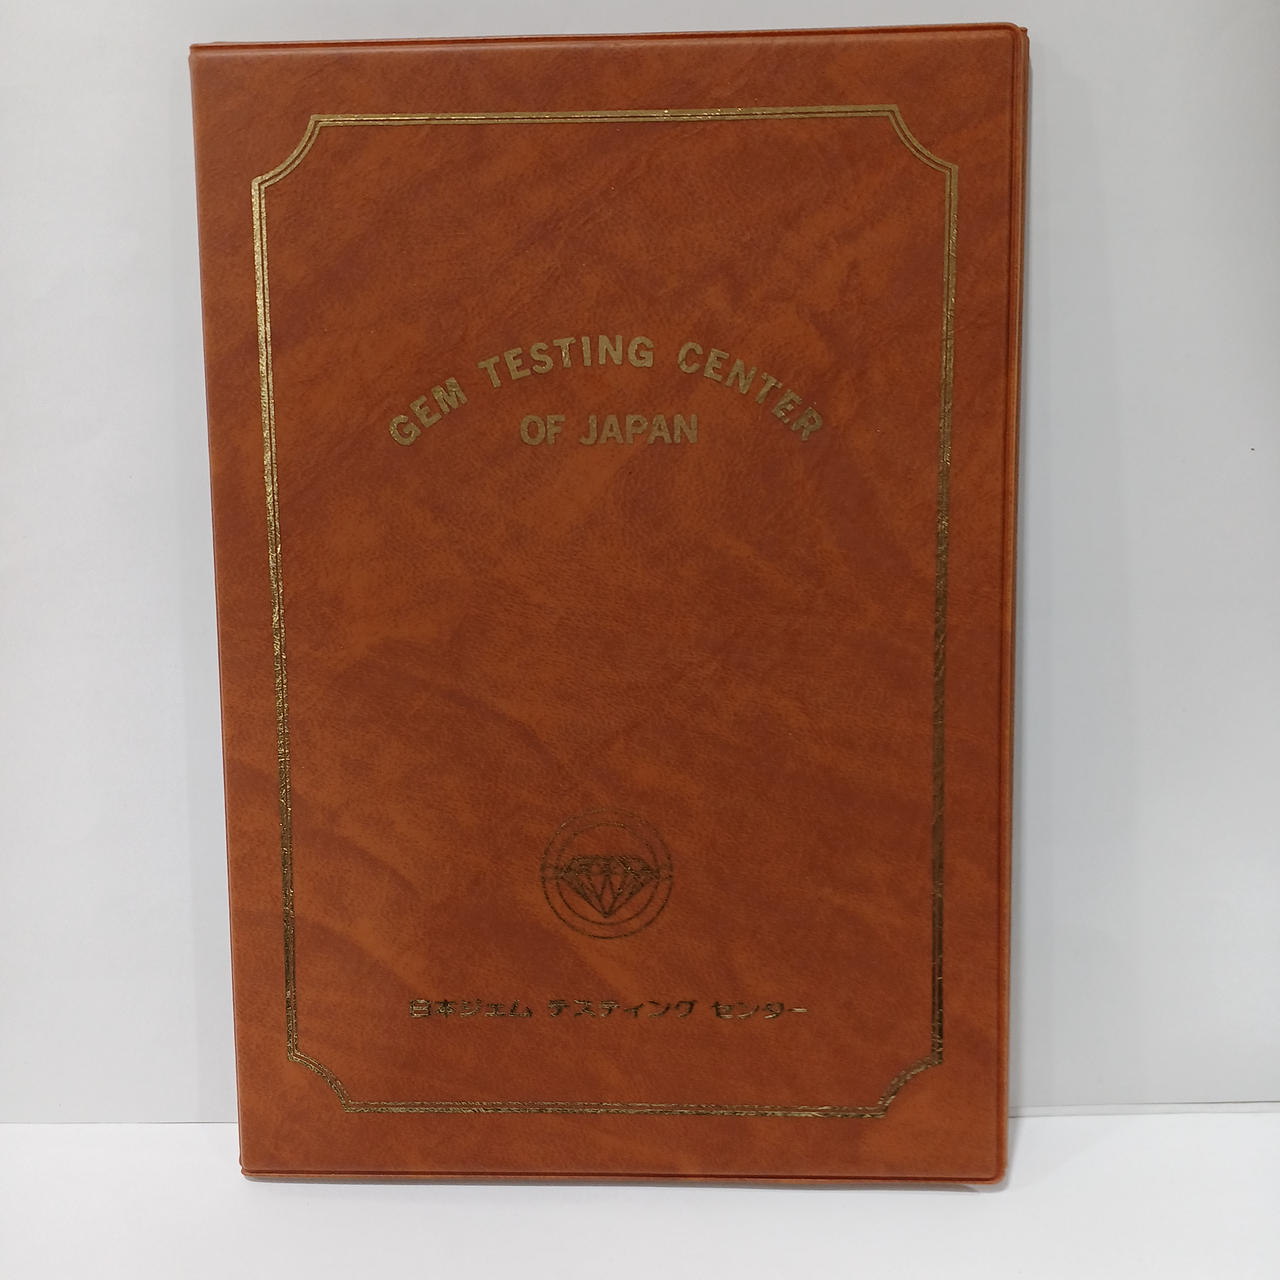 GEM TESTING CENTER
OF JAPAN
日本ジェム テスティング センター